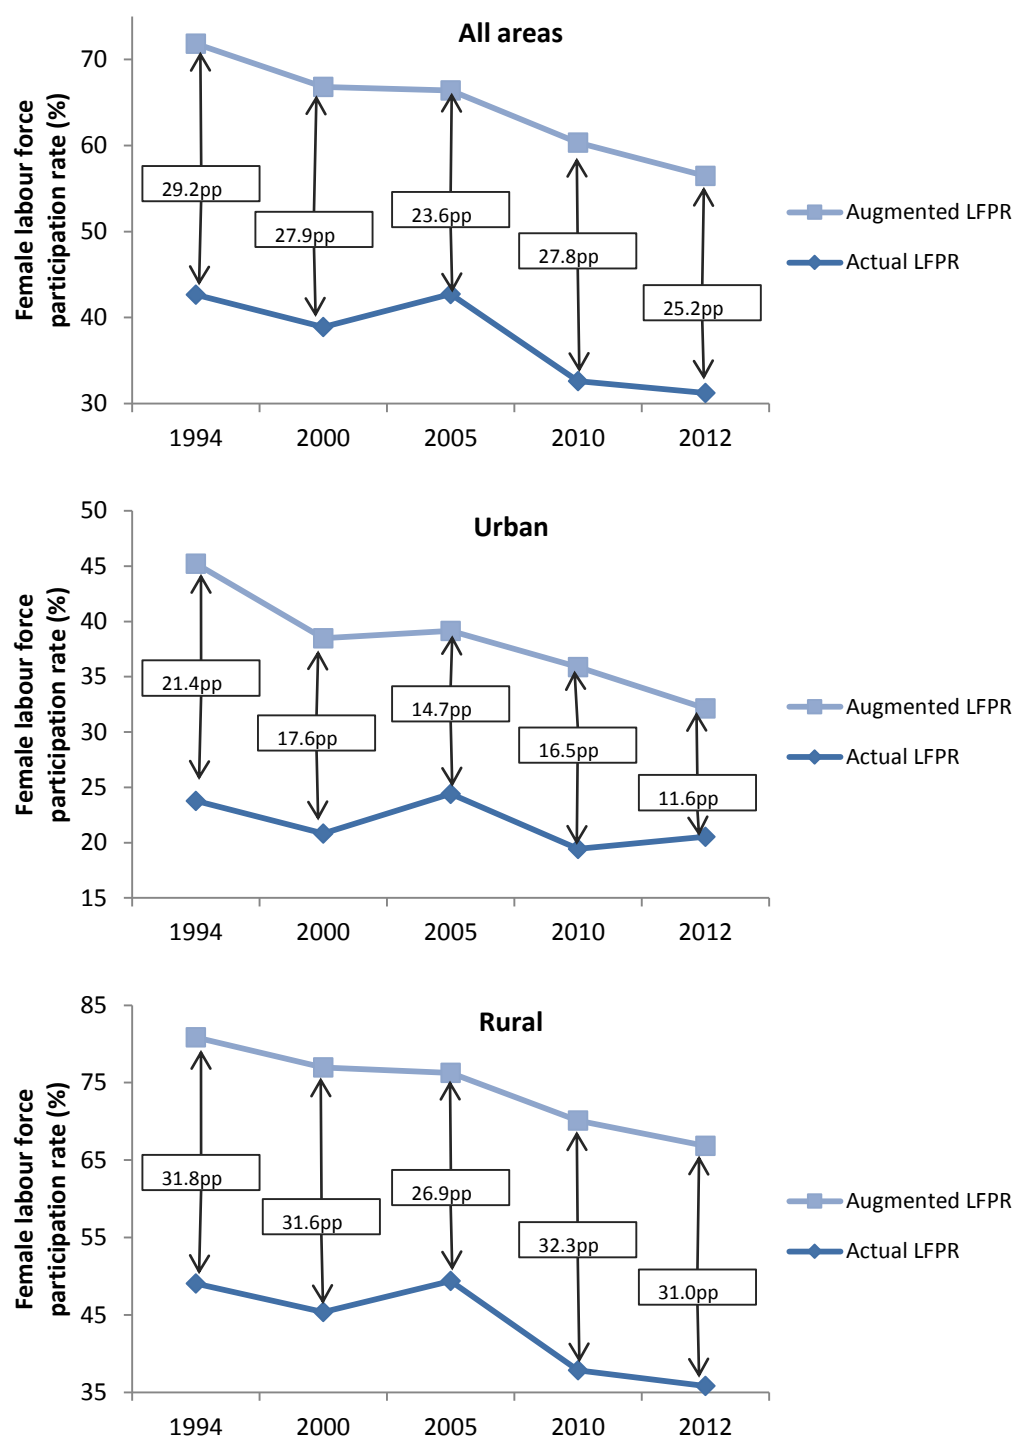 All areas
Female labour force
participation rate (%)
70
60
50
40
30
29.2pp
27.9pp
23.6pp
27.8pp
25.2pp
1994 2000 2005 2010 2012
Augmented LFPR
Actual LFPR
Urban
Female labour force
participation rate (%)
50
45
40
35
30
25
20
15
21.4pp
17.6pp
14.7pp
16.5pp
11.6pp
1994 2000 2005 2010 2012
Augmented LFPR
Actual LFPR
Rural
Female labour force
participation rate (%)
85
75
65
55
45
35
31.8pp
31.6pp
26.9pp
32.3pp
31.0pp
1994 2000 2005 2010 2012
Augmented LFPR
Actual LFPR